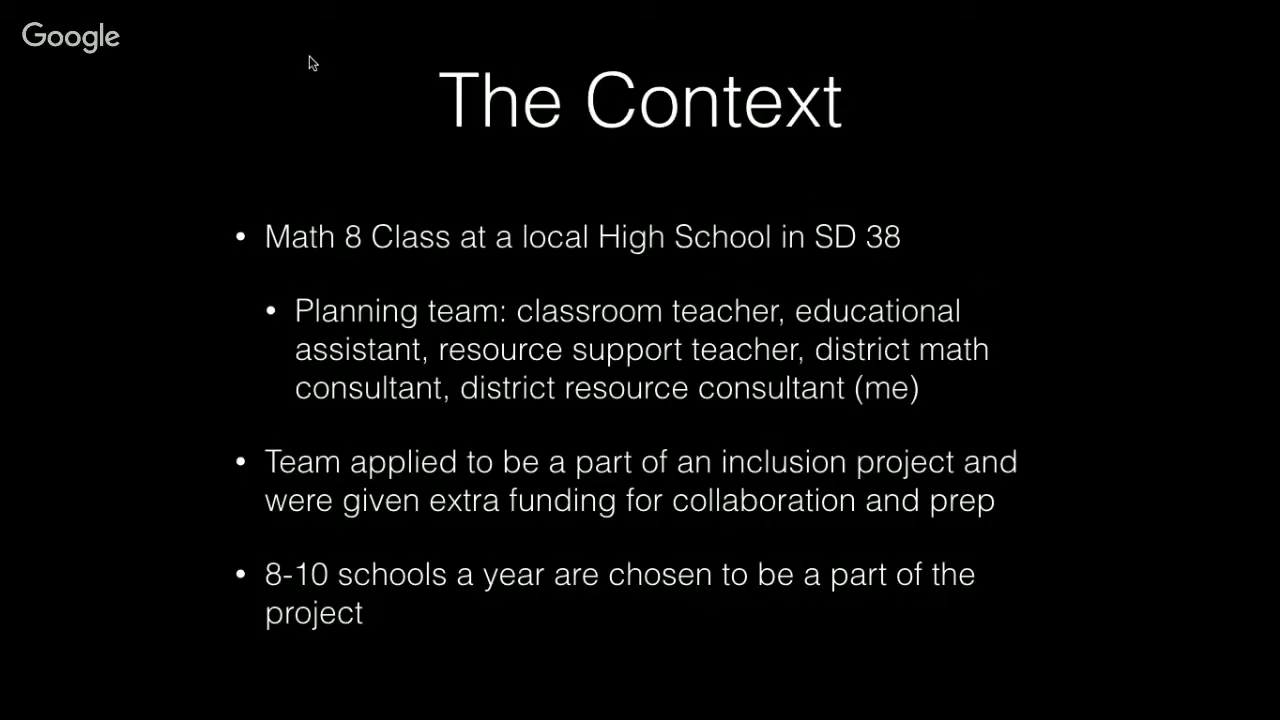 Google
The Context
• Math 8 Class at a local High School in SD 38
• Planning team: classroom teacher, educational
assistant, resource support teacher, district math
consultant, district resource consultant (me)
• Team applied to be a part of an inclusion project and
were given extra funding for collaboration and prep
• 8-10 schools a year are chosen to be a part of the
project